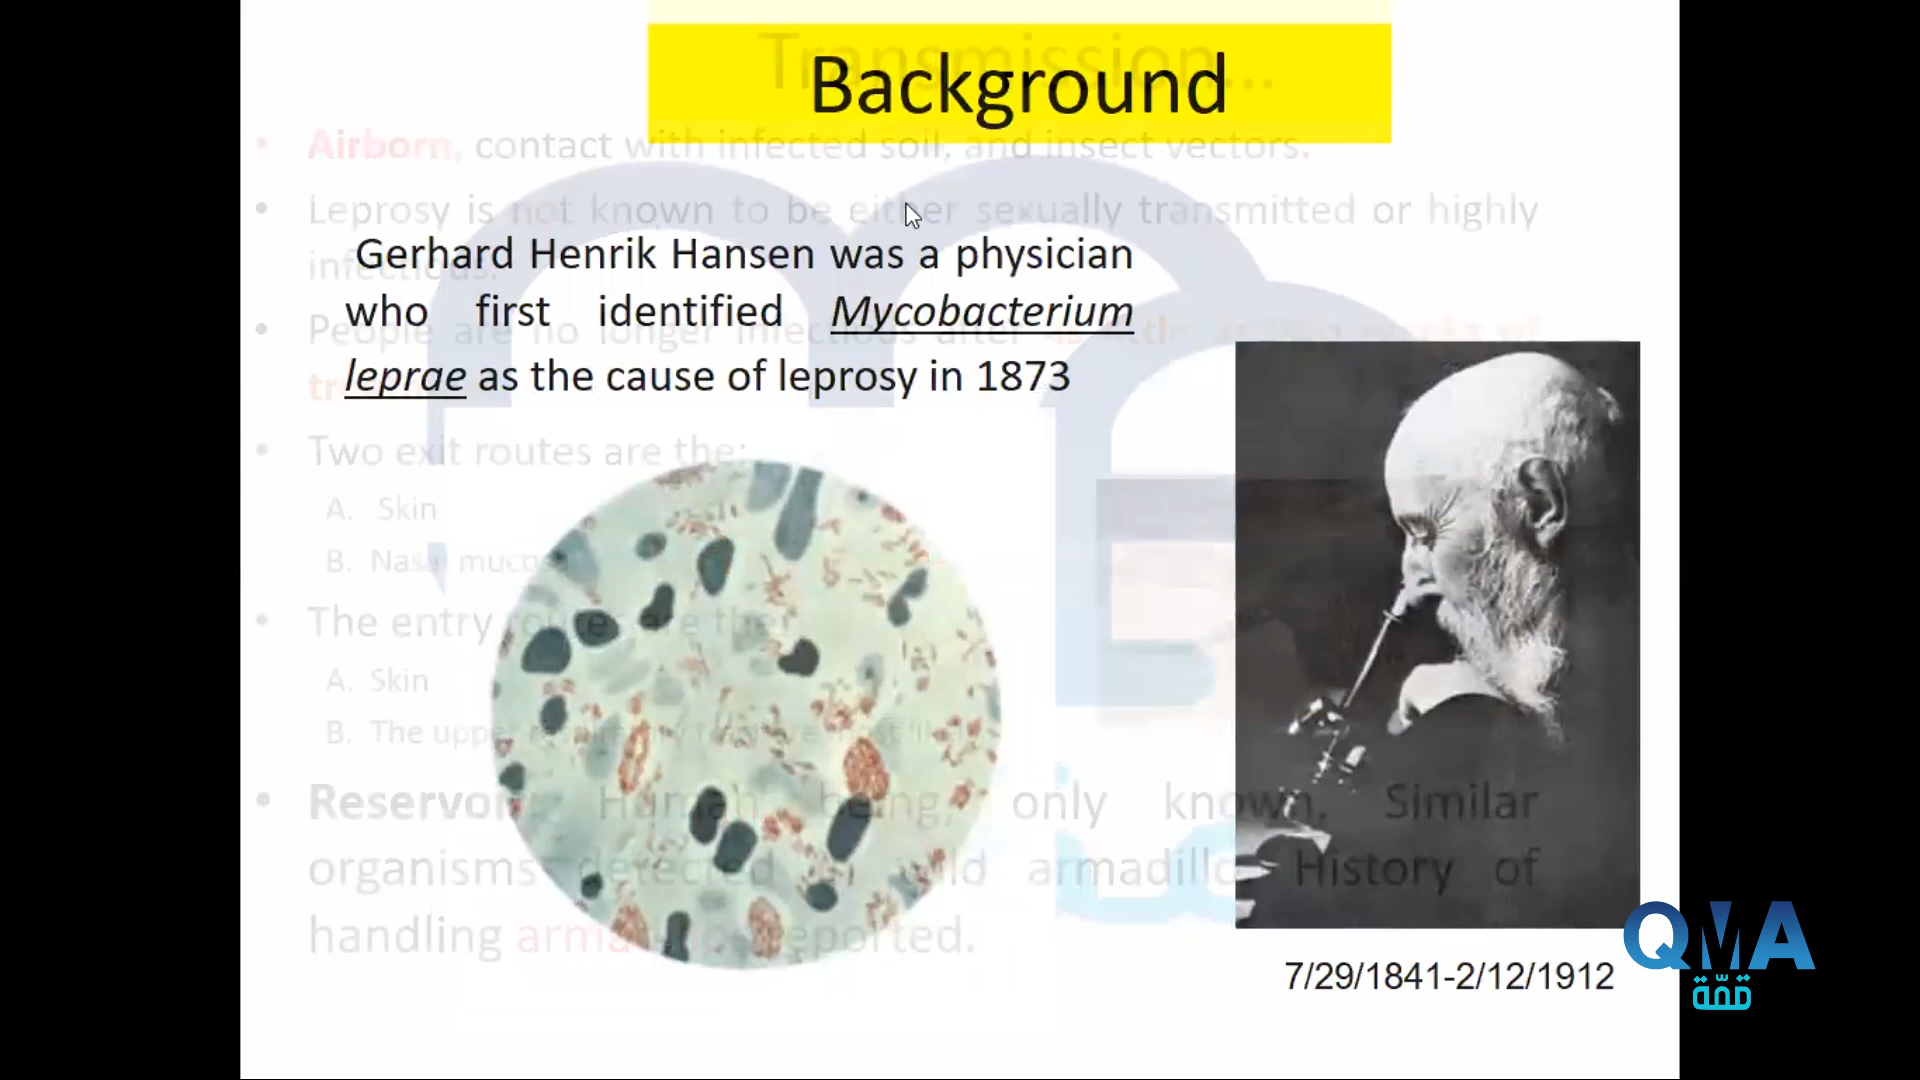 Transmission...
Background
• Airborn, contact with infected soil, and insect vectors.
• Leprosy is not known to be either sexually transmitted or highly
infectious.
Gerhard Henrik Hansen was a physician
who first identified Mycobacterium
leprae as the cause of leprosy in 1873
• People are no longer infectious after
• Two exit routes are the:
A. Skin
B. Nasal mucosa
• The entry routes are the:
A. Skin
B. The upper respiratory tract
• Reservoir: Human being, only known. Similar
organisms detected wild armadillo. History of
handling reported.
7/29/1841-2/12/1912
QMA
قمّة